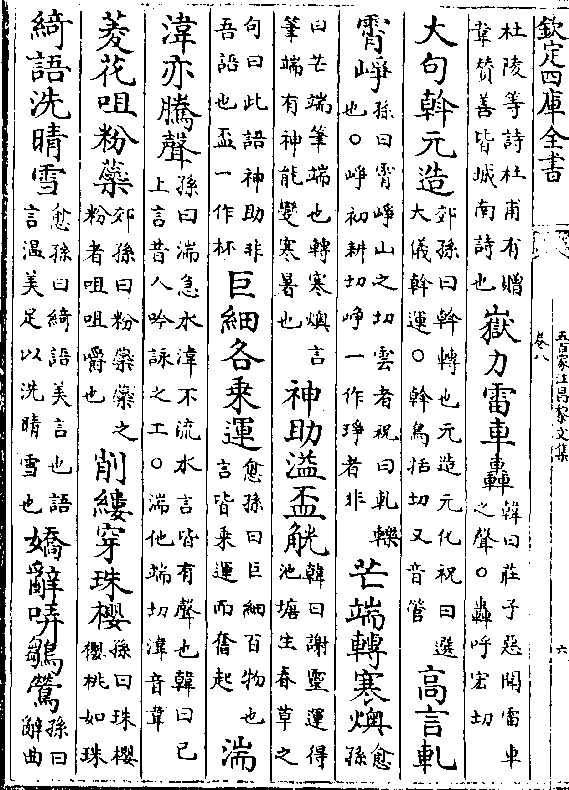 欽定四庫全書
五百家注昌黎文集
卷八
六
杜陵等詩杜甫有贈韋贊善皆城南詩也嶽力雷車轟韓曰莊子惡聞雷車之聲○轟呼宏切
大句斡元造郊孫曰斡轉也元造元化祝曰選大儀斡運○斡烏括切又音管高言軋
霄崢孫曰霄崢山之切雲者祝曰軋轢也○崢初耕切崢一作琤者非芒端轉寒燠愈孫
曰芒端筆端也轉寒燠言筆端有神能變寒暑也神助溢盃觥韓曰謝靈運得池塘生春草之
句曰此語神助非吾語也盃一作杯巨細各乘運愈孫曰巨細百物也言皆乘運而奮起湍
湋亦騰聲孫曰湍急水湋不流水言皆有聲也韓曰已上言昔人吟詠之工○湍他端切湋音韋
菱花咀粉蘂郊孫曰粉蘂蘂之粉者咀咀嚼也削縷穿珠櫻孫曰珠櫻櫻桃如珠
綺語洗晴雪愈孫曰綺語美言也語言温美足以洗晴雪也嬌辭哢雛鶯孫曰辭曲